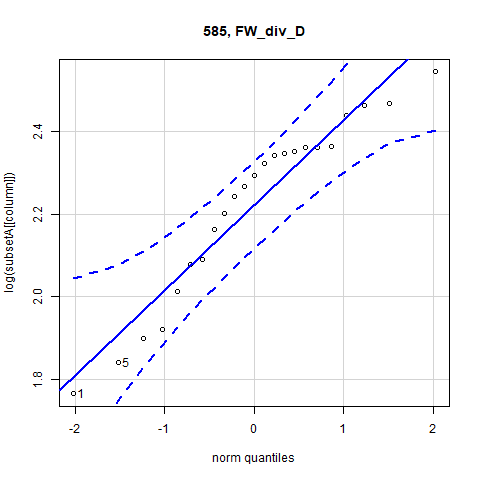 585, FW_div_D
log(subsetA[[column]])
2.4
2.2
2.0
1.8
5
1
-2 -1 0 1 2
norm quantiles